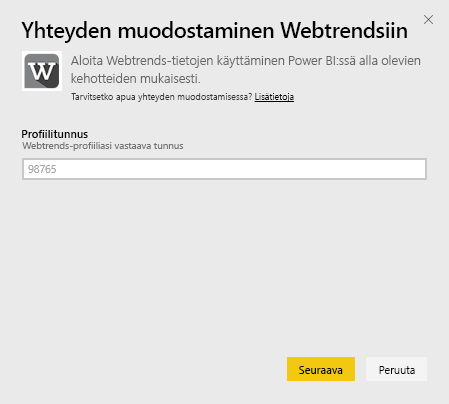 Yhteyden muodostaminen Webtrendsiin
W
Aloita Webtrends-tietojen käyttäminen Power BI:ssä alla olevien
kehotteiden mukaisesti.
Tarvitsetko apua yhteyden muodostamisessa? Lisätietoja
Profiilitunnus
Webtrends-profiiliasi vastaava tunnus
98765
Seuraava
Peruuta